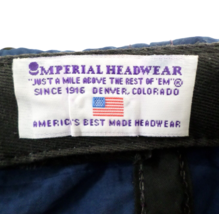 IMPERIAL HEADWEAR
"JUST A MILE ABOVE THE REST OF 'EM"®
SINCE 1916 DENVER, COLORADO
AMERICA'S BEST MADE HEADWEAR